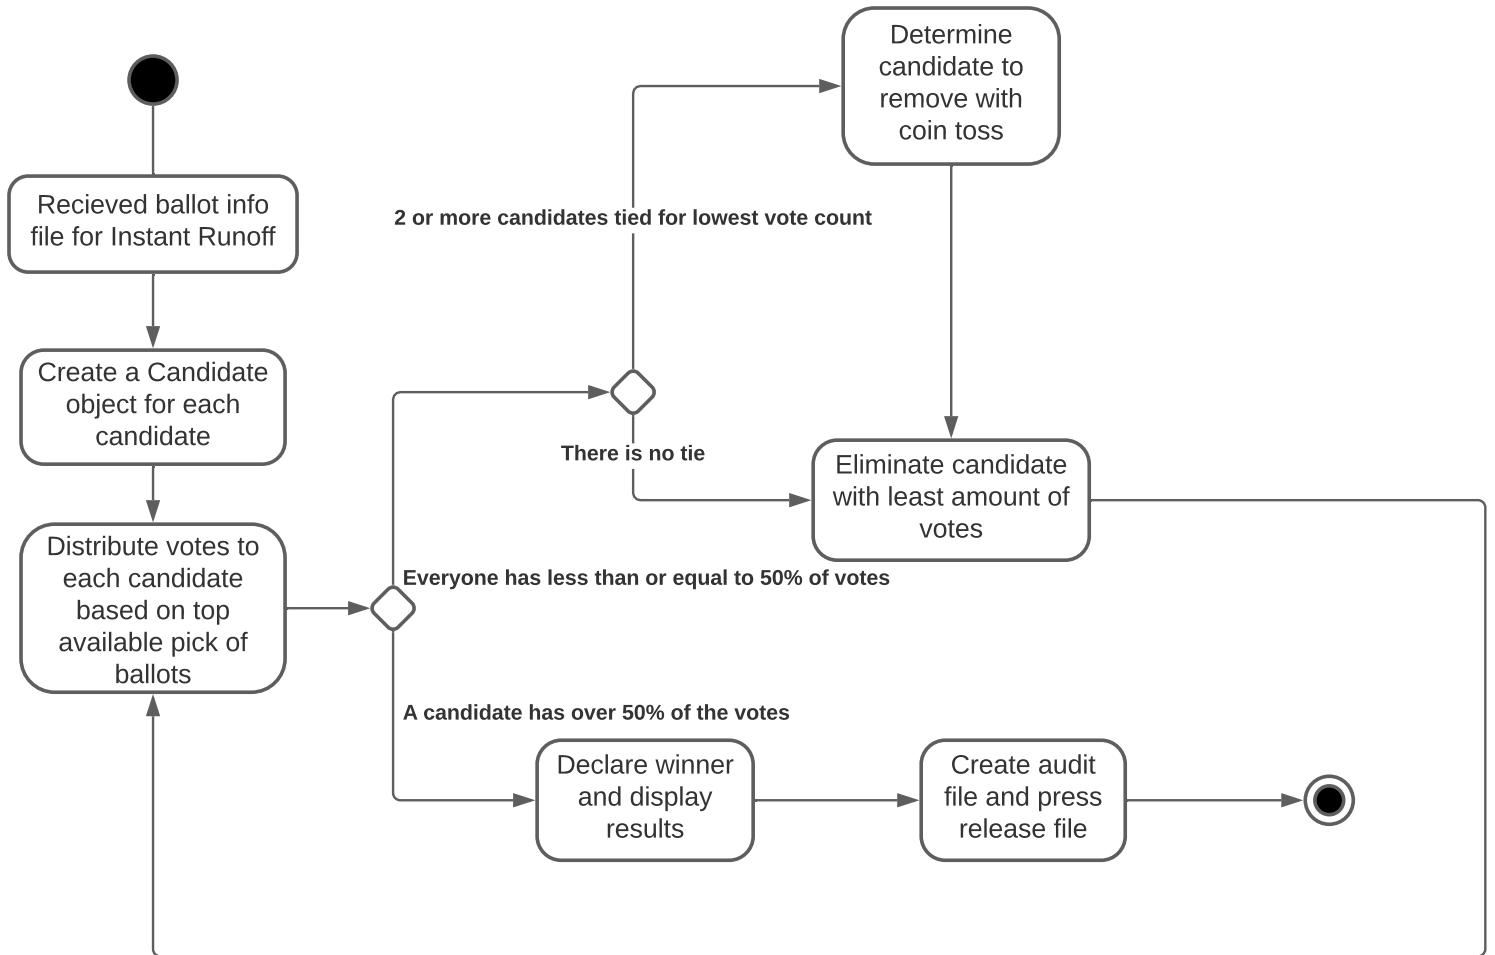 Determine
candidate to
remove with
coin toss
Recieved ballot info
file for Instant Runoff
2 or more candidates tied for lowest vote count
Create a Candidate
object for each
candidate
There is no tie
Eliminate candidate
with least amount of
votes
Distribute votes to
each candidate
based on top
available pick of
ballots
Everyone has less than or equal to 50% of votes
A candidate has over 50% of the votes
Declare winner
and display
results
Create audit
file and press
release file